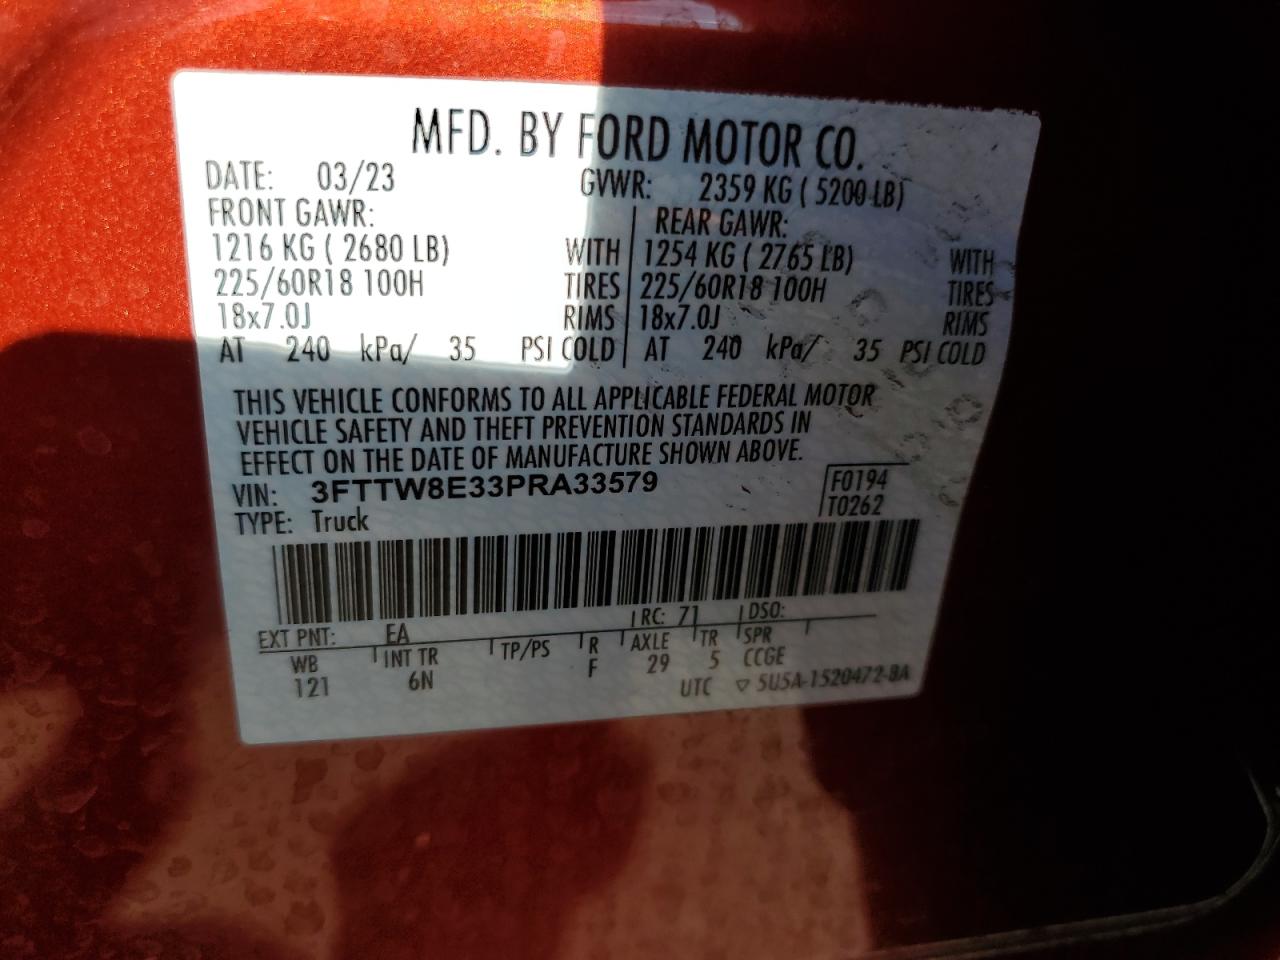 MFD. BY FORD MOTOR CO.
DATE: 03/23 GVWR: 2359 KG ( 5200 LB)
FRONT GAWR: REAR GAWR:
1216 KG ( 2680 LB) WITH 1254 KG ( 2765 LB) WITH
225/60R18 100H TIRES 225/60R18 100H TIRES
18x7.0J RIMS 18x7.0J RIMS
AT 240 kPa/ 35 PSI COLD AT 240 kPa/ 35 PSI COLD
THIS VEHICLE CONFORMS TO ALL APPLICABLE FEDERAL MOTOR
VEHICLE SAFETY AND THEFT PREVENTION STANDARDS IN
EFFECT ON THE DATE OF MANUFACTURE SHOWN ABOVE.
VIN: 3FTTW8E33PRA33579 F0194
TYPE: Truck T0262
EXT PNT: EA RC: 71 DSO:
WB INT TR TP/PS R AXLE TR SPR
121 6N F 29 5 CCGE
UTC ▽ 5U5A-1520472-BA